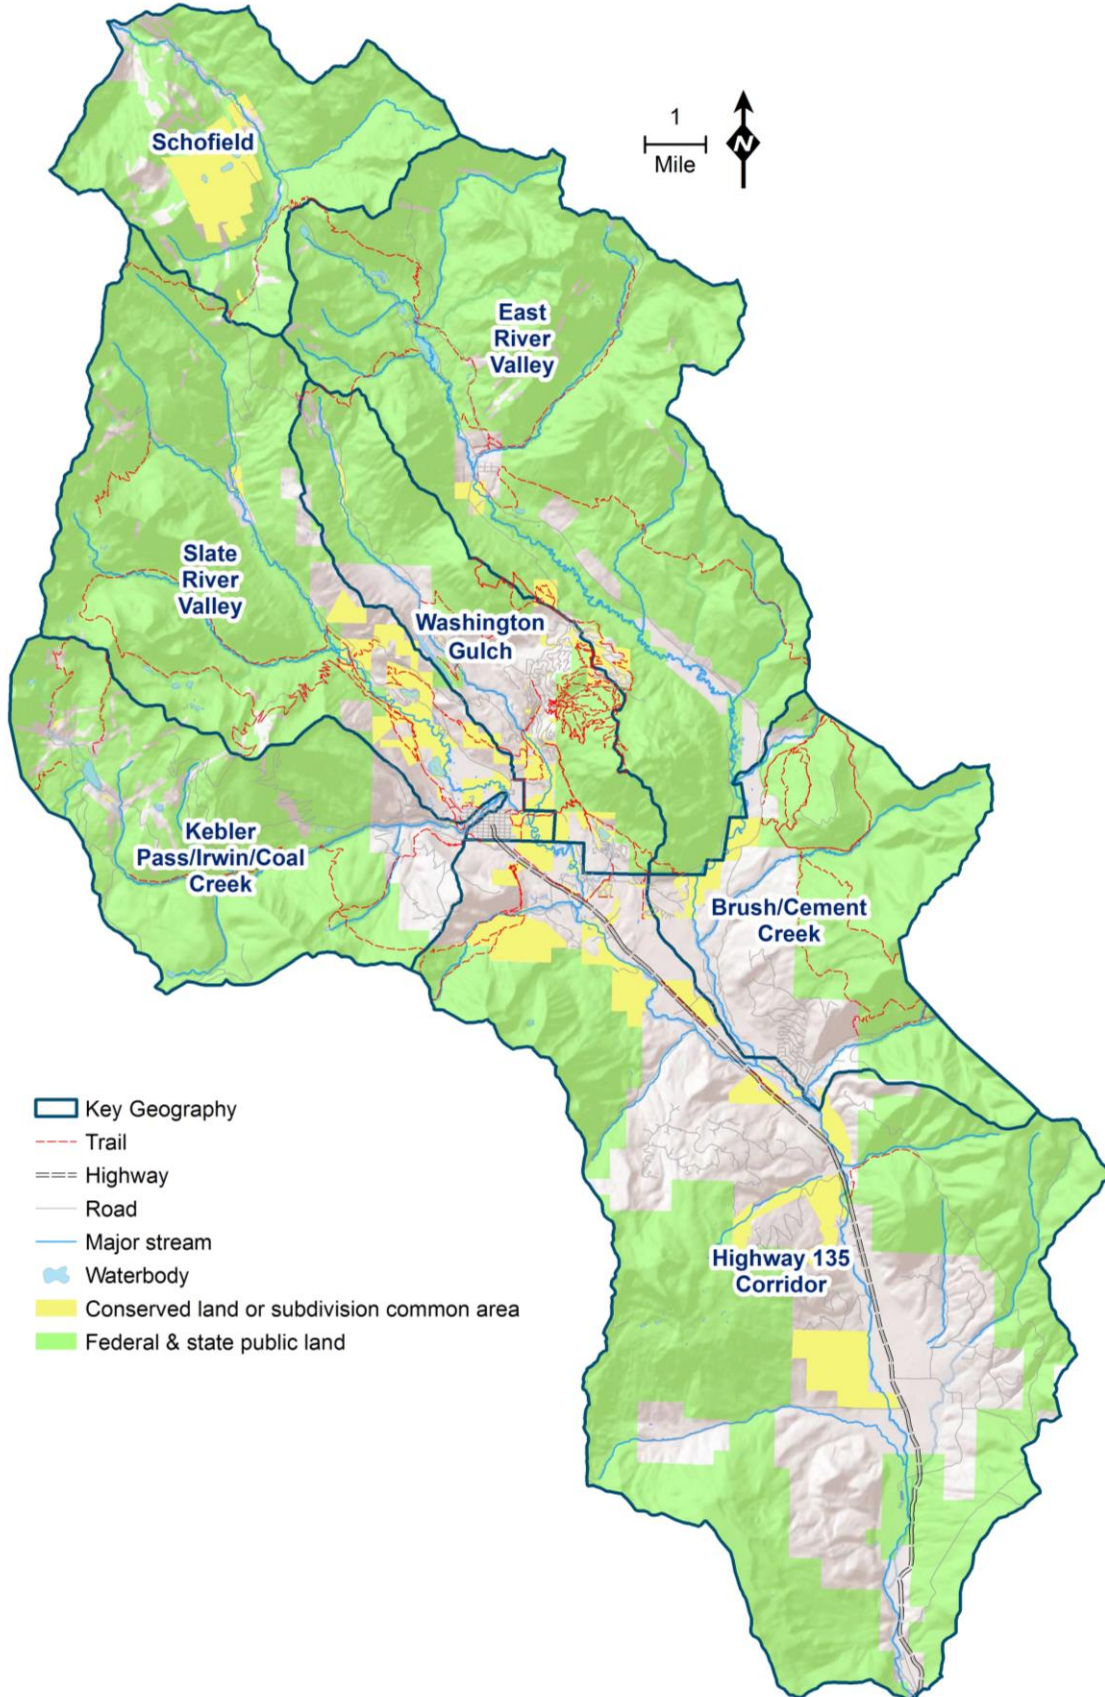 Schofield
1
N
Mile
East
River
Valley
Slate
River
Valley
Washington
Gulch
Kebler
Pass/Irwin/Coal
Creek
Brush/Cement
Creek
Highway 135
Corridor
Key Geography
Trail
Highway
Road
Major stream
Waterbody
Conserved land or subdivision common area
Federal & state public land